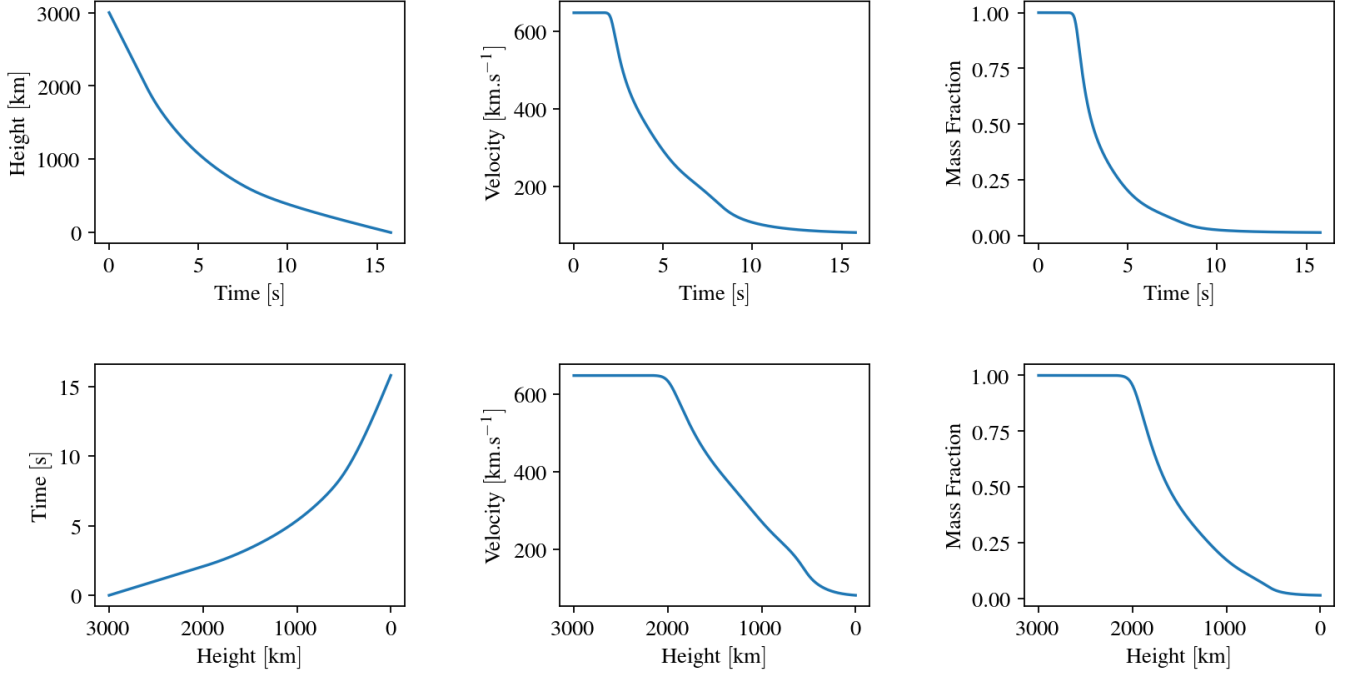 3000
2000
1000
0
Height [km]
0 5 10 15
Time [s]
600
400
200
Velocity [km.s⁻¹]
0 5 10 15
Time [s]
1.00
0.75
0.50
0.25
0.00
Mass Fraction
0 5 10 15
Time [s]
15
10
5
0
Time [s]
3000 2000 1000 0
Height [km]
600
400
200
Velocity [km.s⁻¹]
3000 2000 1000 0
Height [km]
1.00
0.75
0.50
0.25
0.00
Mass Fraction
3000 2000 1000 0
Height [km]